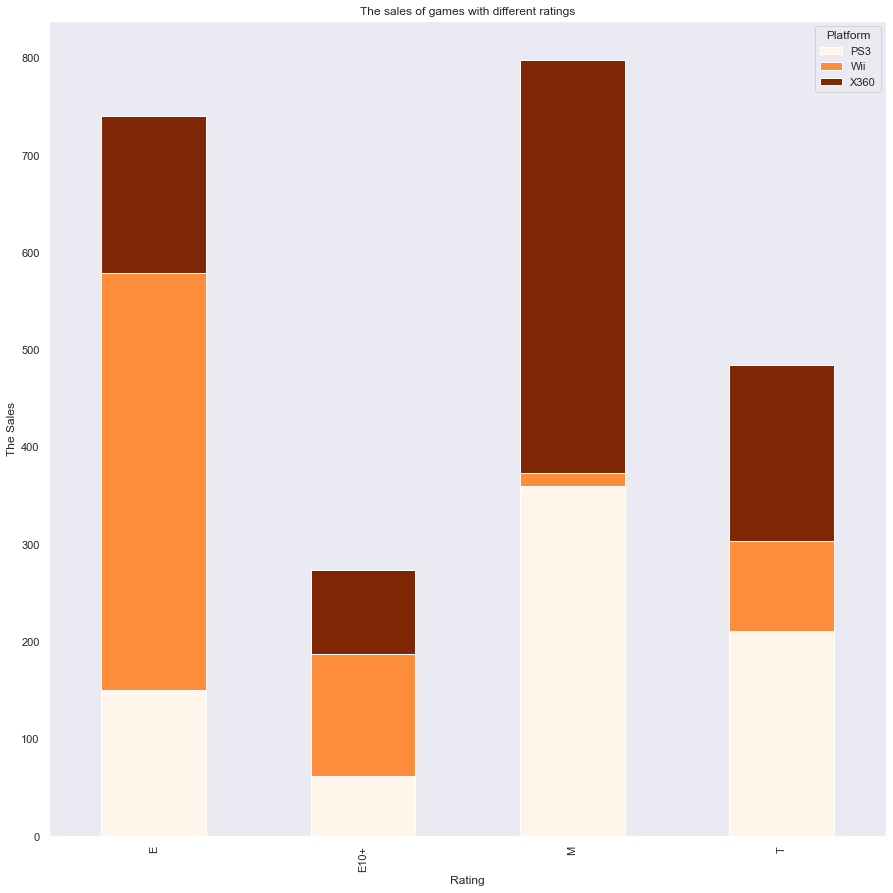 The sales of games with different ratings
Platform
PS3
Wii
X360
The Sales
800
700
600
500
400
300
200
100
0
E
E10+
M
T
Rating